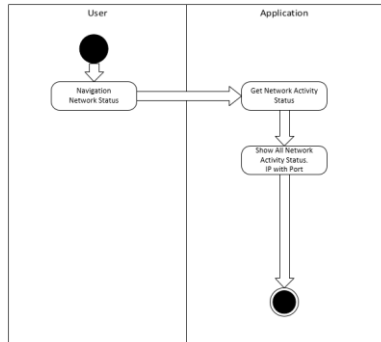 User
Application
Navigation
Network Status
Get Network Activity
Status
Show All Network
Activity Status.
IP with Port